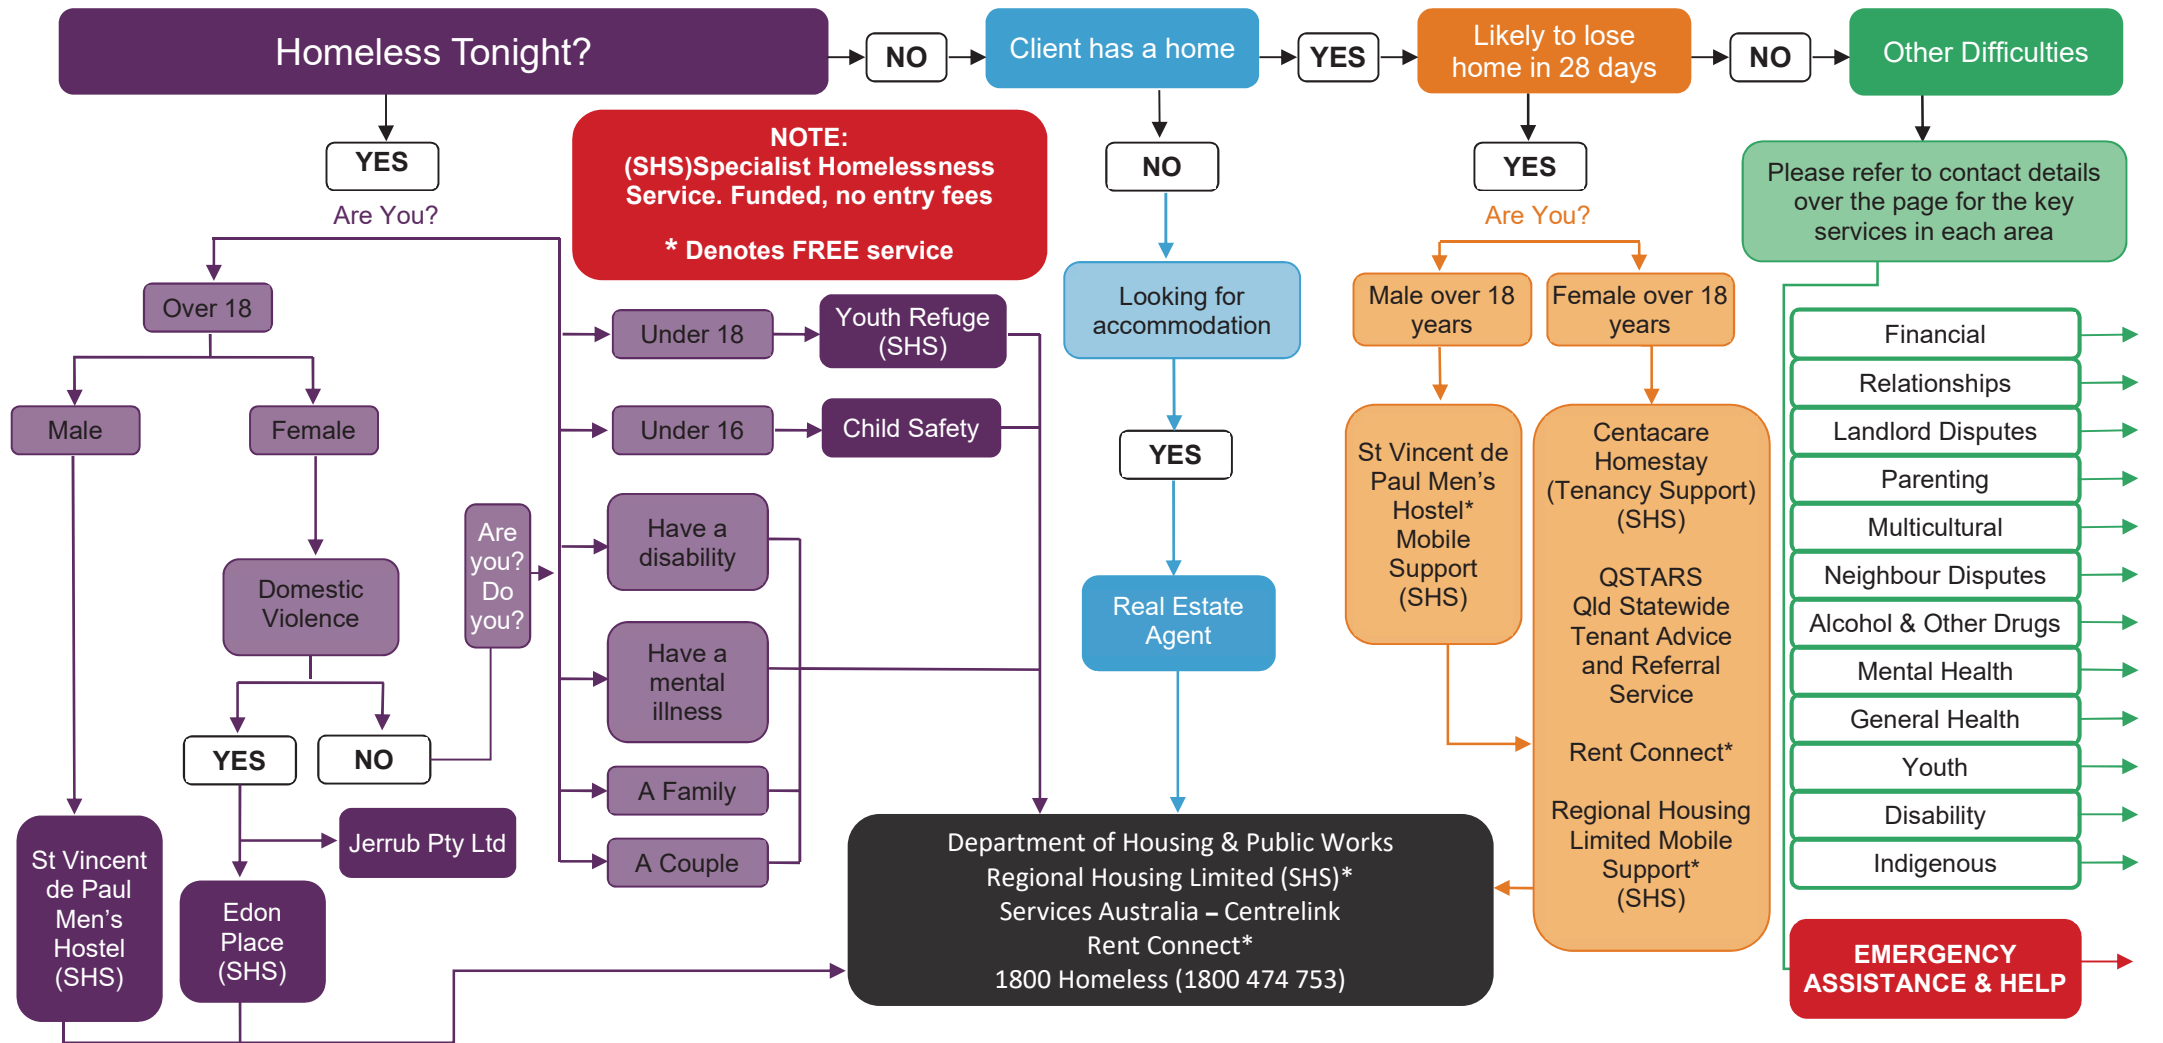 Homeless Tonight?
NO
Client has a home
YES
Likely to lose
home in 28 days
NO
Other Difficulties
YES
Are You?
Over 18
Male
Female
Domestic
Violence
YES
NO
Jerrub Pty Ltd
St Vincent
de Paul
Men’s
Hostel
(SHS)
Edon
Place
(SHS)
Are
you?
Do
you?
NOTE:
(SHS)Specialist Homelessness
Service. Funded, no entry fees
* Denotes FREE service
Under 18
Youth Refuge
(SHS)
Under 16
Child Safety
Have a
disability
Have a
mental
illness
A Family
A Couple
NO
Looking for
accommodation
YES
Real Estate
Agent
Department of Housing & Public Works
Regional Housing Limited (SHS)*
Services Australia – Centrelink
Rent Connect*
1800 Homeless (1800 474 753)
YES
Are You?
Male over 18
years
Female over 18
years
St Vincent de
Paul Men’s
Hostel*
Mobile
Support
(SHS)
Centacare
Homestay
(Tenancy Support)
(SHS)
QSTARS
Qld Statewide
Tenant Advice
and Referral
Service
Rent Connect*
Regional Housing
Limited Mobile
Support*
(SHS)
Please refer to contact details
over the page for the key
services in each area
Financial
Relationships
Landlord Disputes
Parenting
Multicultural
Neighbour Disputes
Alcohol & Other Drugs
Mental Health
General Health
Youth
Disability
Indigenous
EMERGENCY
ASSISTANCE & HELP